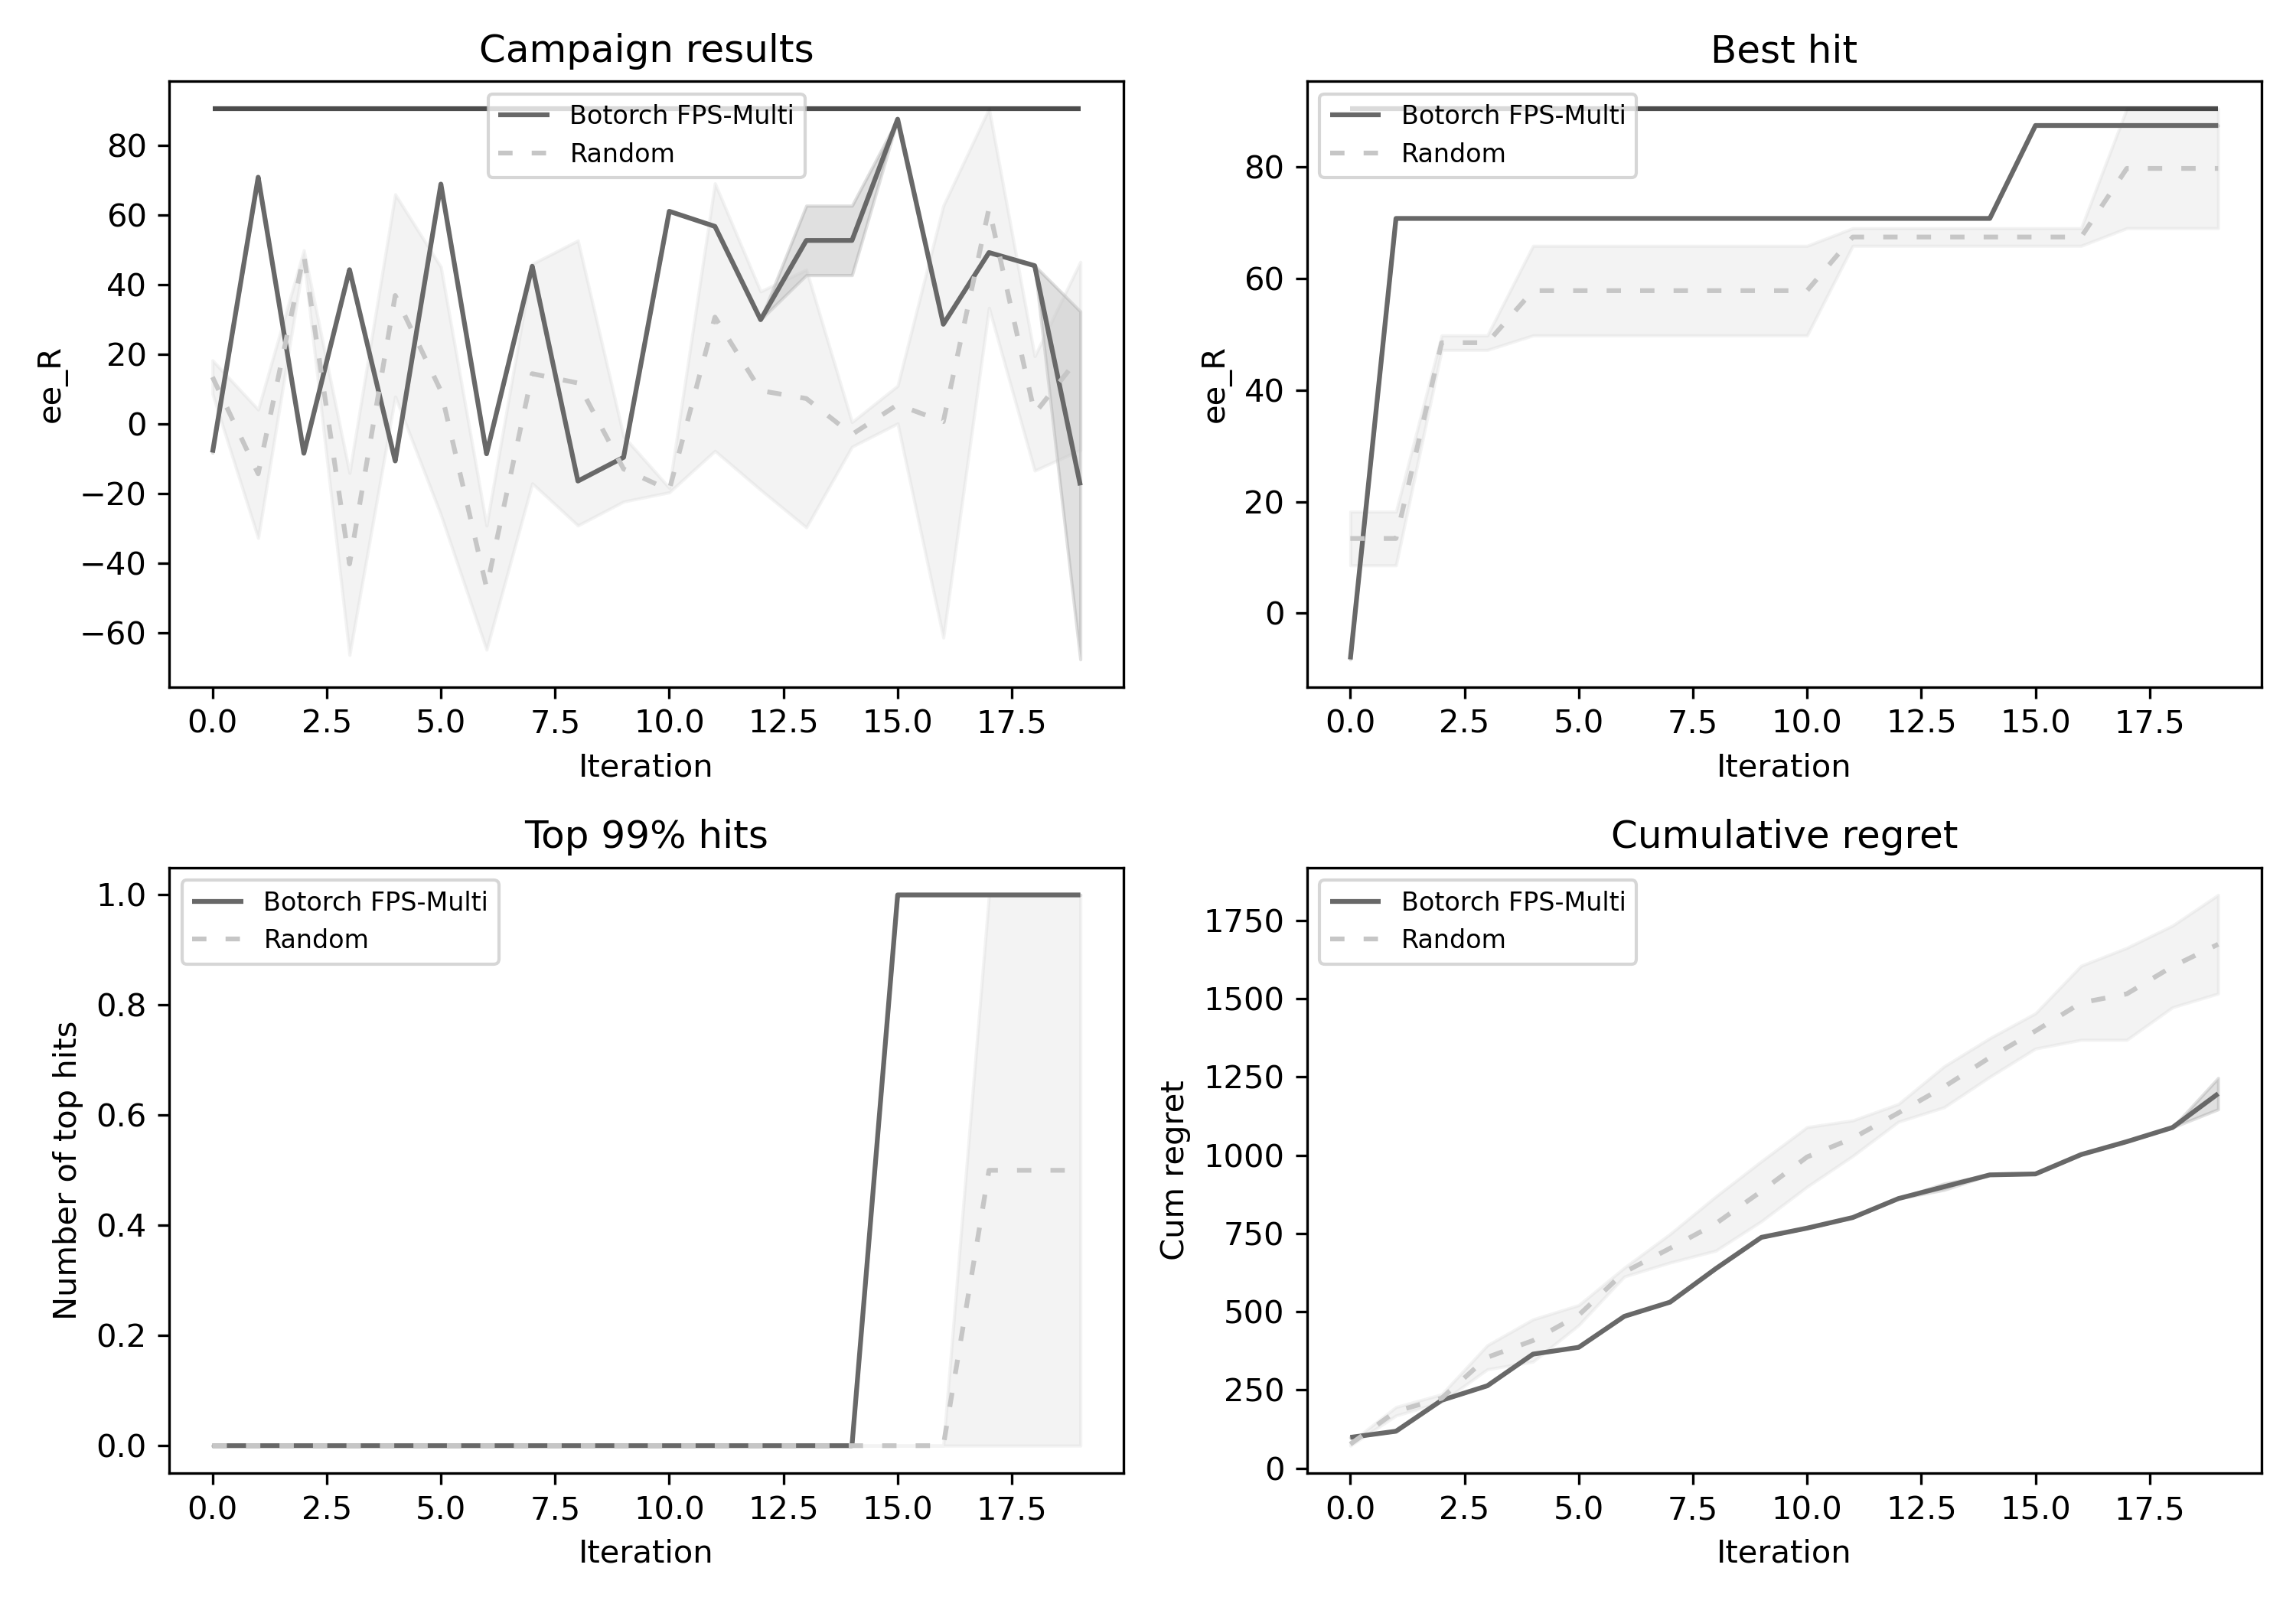 Campaign results
Botorch FPS-Multi
Random
80
60
40
20
0
−20
−40
−60
ee_R
0.0 2.5 5.0 7.5 10.0 12.5 15.0 17.5
Iteration
Best hit
Botorch FPS-Multi
Random
80
60
40
20
0
ee_R
0.0 2.5 5.0 7.5 10.0 12.5 15.0 17.5
Iteration
Top 99% hits
Botorch FPS-Multi
Random
1.0
0.8
0.6
0.4
0.2
0.0
Number of top hits
0.0 2.5 5.0 7.5 10.0 12.5 15.0 17.5
Iteration
Cumulative regret
Botorch FPS-Multi
Random
1750
1500
1250
1000
750
500
250
0
Cum regret
0.0 2.5 5.0 7.5 10.0 12.5 15.0 17.5
Iteration